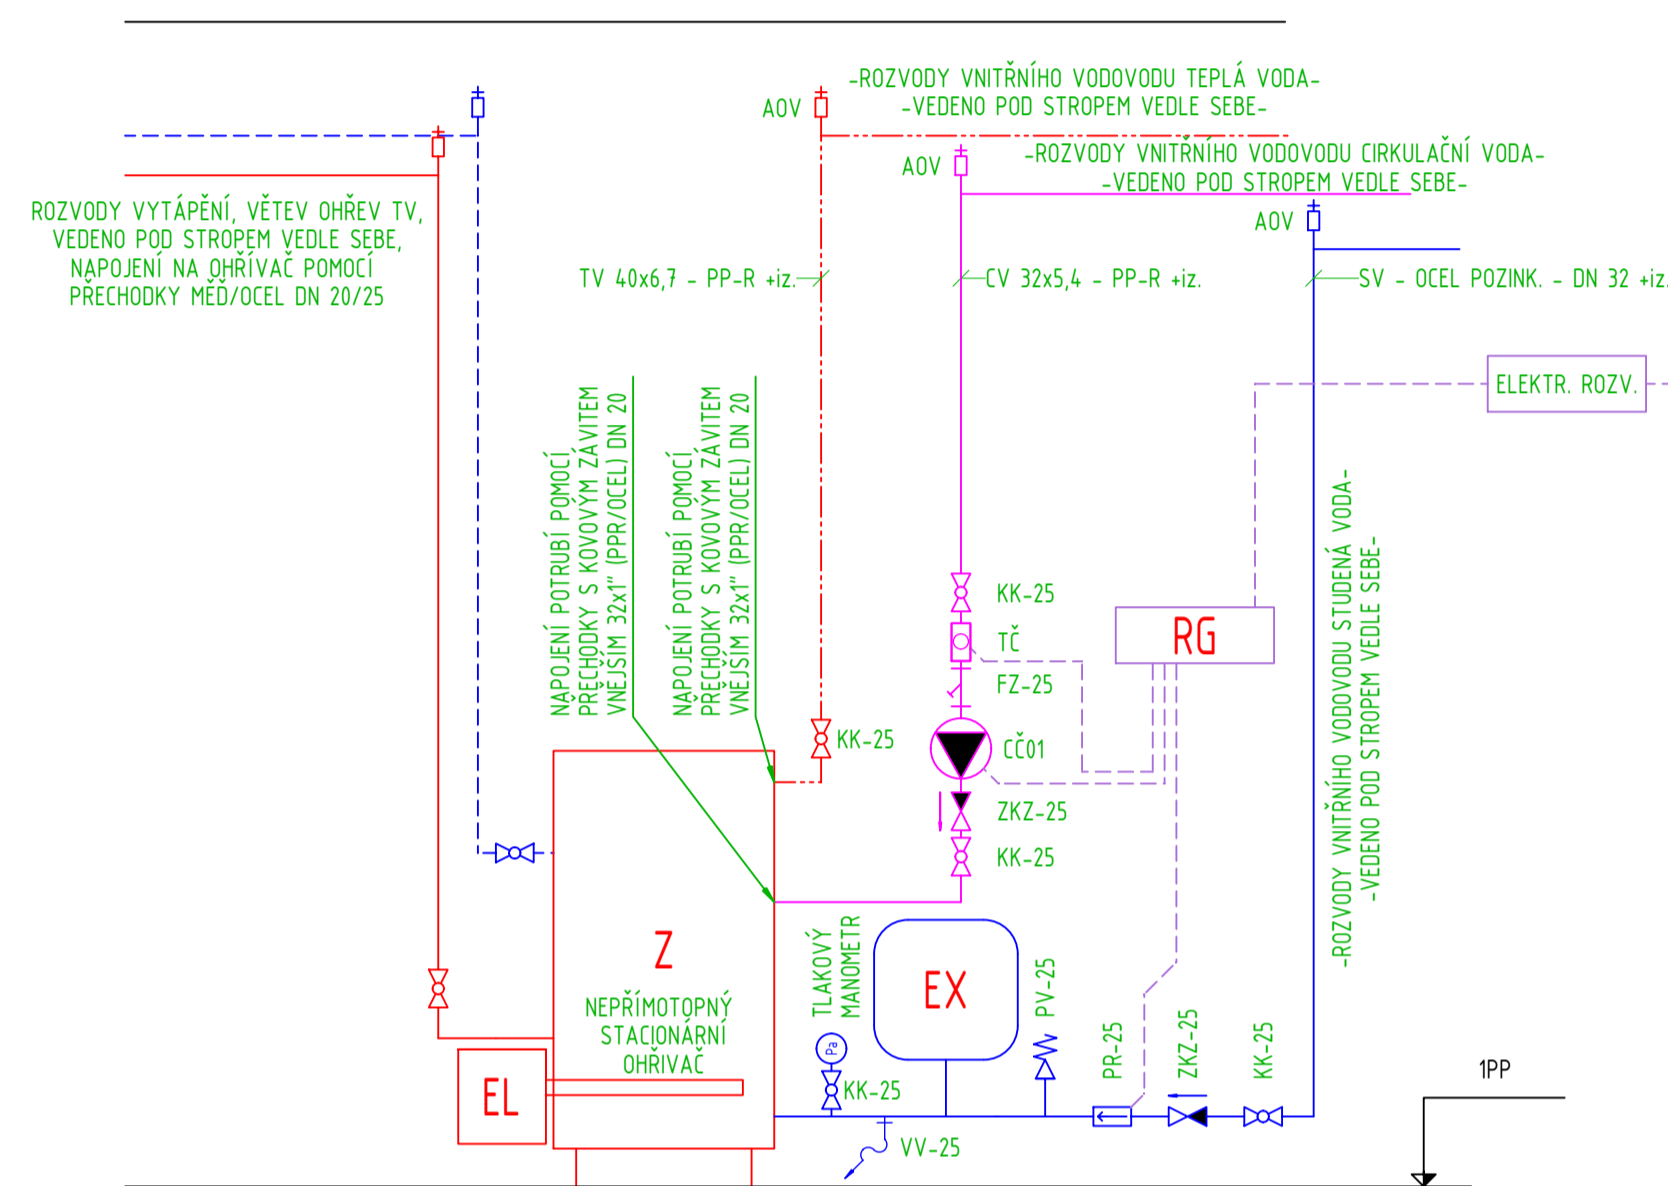 -ROZVODY VNITŘNÍHO VODOVODU TEPLÁ VODA-
-VEDENO POD STROPEM VEDLE SEBE-
AOV
-ROZVODY VNITŘNÍHO VODOVODU CIRKULAČNÍ VODA-
-VEDENO POD STROPEM VEDLE SEBE-
AOV
AOV
ROZVODY VYTÁPĚNÍ, VĚTEV OHŘEV TV,
VEDENO POD STROPEM VEDLE SEBE,
NAPOJENÍ NA OHŘÍVAČ POMOCÍ
PŘECHODKY MĚĎ/OCEL DN 20/25
TV 40x6,7 - PP-R +iz.
CV 32x5,4 - PP-R +iz.
SV - OCEL POZINK. - DN 32 +iz.
ELEKTR. ROZV.
NAPOJENÍ POTRUBÍ POMOCÍ
PŘECHODKY S KOVOVÝM ZÁVITEM
VNĚJŠÍM 32x1" (PPR/OCEL) DN 20
NAPOJENÍ POTRUBÍ POMOCÍ
PŘECHODKY S KOVOVÝM ZÁVITEM
VNĚJŠÍM 32x1" (PPR/OCEL) DN 20
-ROZVODY VNITŘNÍHO VODOVODU STUDENÁ VODA-
-VEDENO POD STROPEM VEDLE SEBE-
KK-25
TČ
RG
FZ-25
KK-25
CČ01
ZKZ-25
KK-25
Z
NEPŘÍMOTOPNÝ
STACIONÁRNÍ
OHŘIVAČ
TLAKOVÝ
MANOMETR
EX
PV-25
PR-25
ZKZ-25
KK-25
Pa
KK-25
EL
VV-25
1PP